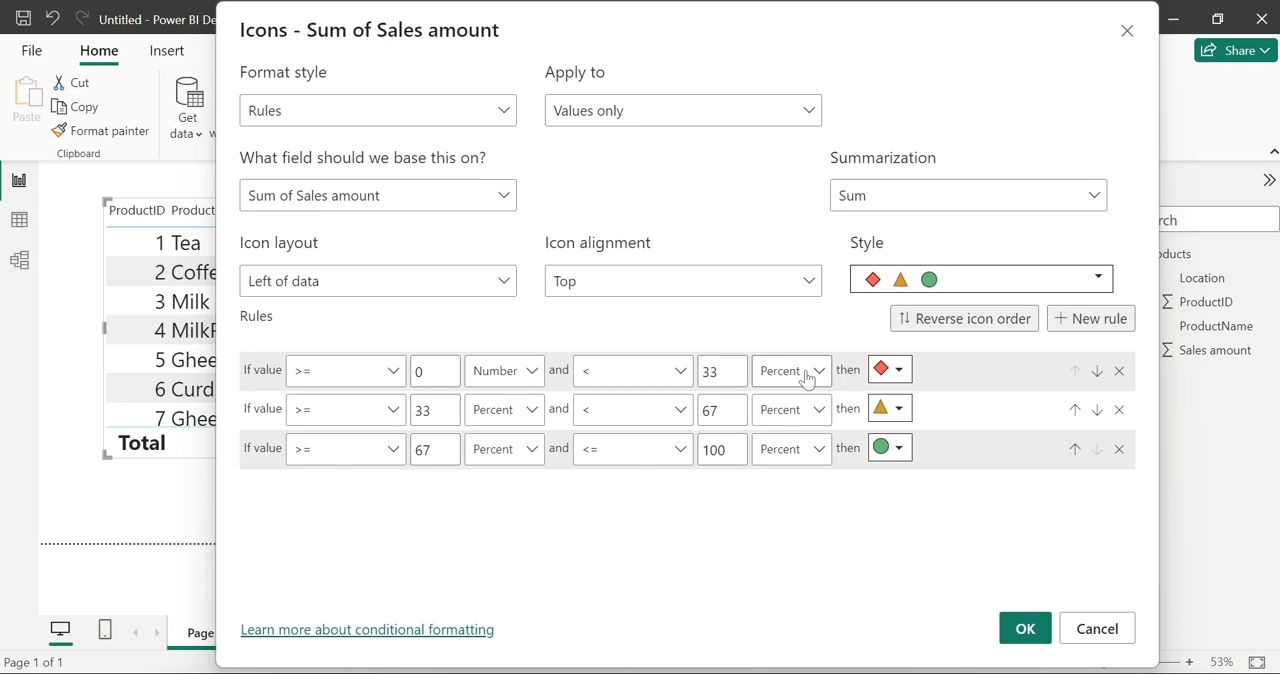 Untitled - Power BI De
File Home Insert Share
Paste
Cut
Copy
Format painter
Clipboard
Get
data
ProductID Product
1 Tea
2 Coffe
3 Milk
4 MilkP
5 Ghee
6 Curd
7 Ghee
Total
Icons - Sum of Sales amount
Format style Apply to
Rules Values only
What field should we base this on? Summarization
Sum of Sales amount Sum
Icon layout Icon alignment Style
Left of data Top
Rules Reverse icon order New rule
If value >= 0 Number and < 33 Percent then
If value >= 33 Percent and < 67 Percent then
If value >= 67 Percent and <= 100 Percent then
Learn more about conditional formatting OK Cancel
rch
ducts
Location
ProductID
ProductName
Sales amount
Page
Page 1 of 1 53%